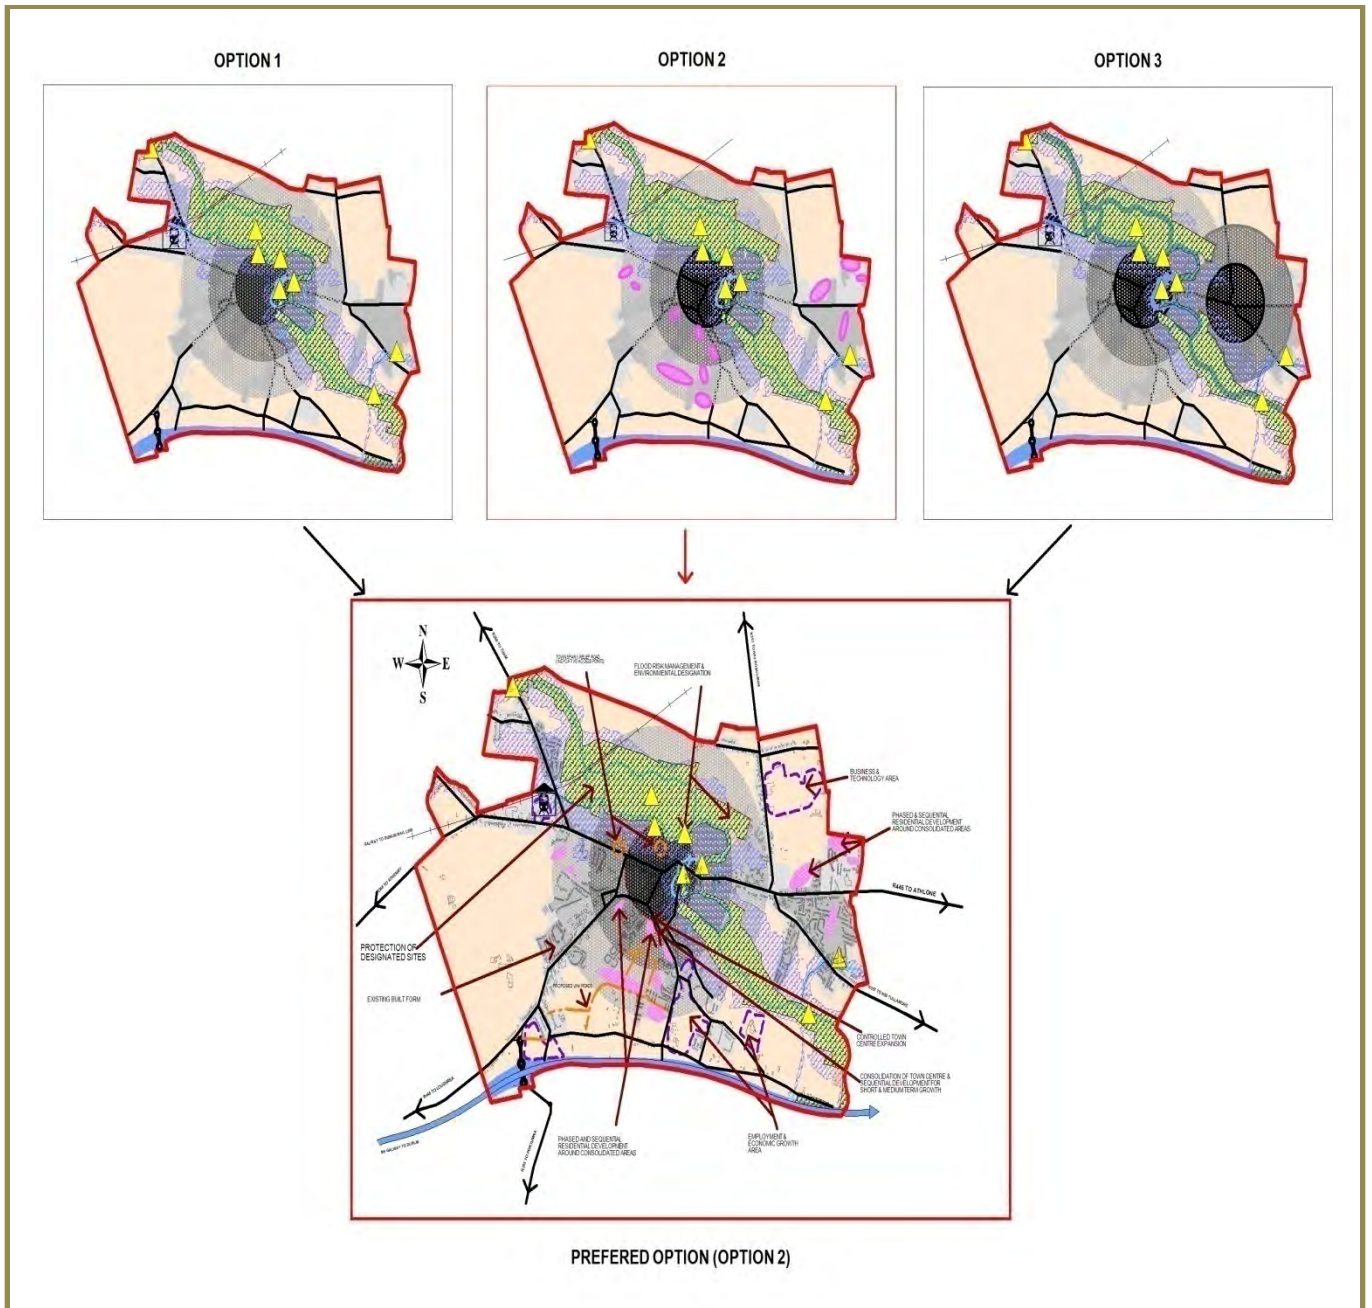 OPTION 1
OPTION 2
OPTION 3
N
W E
S
FLOOD RISK MANAGEMENT &
ENVIRONMENTAL DESIGNATION
BUSINESS &
TECHNOLOGY AREA
PHASED & SEQUENTIAL
RESIDENTIAL DEVELOPMENT
AROUND CONSOLIDATED AREAS
R446 TO ATHLONE
PROTECTION OF
DESIGNATED SITES
EXISTING BUILT FORM
PROPOSED LINK ROADS
CONTROLLED TOWN
CENTRE EXPANSION
CONSOLIDATION OF TOWN CENTRE &
SEQUENTIAL DEVELOPMENT FOR
SHORT & MEDIUM TERM GROWTH
PHASED AND SEQUENTIAL
RESIDENTIAL DEVELOPMENT
AROUND CONSOLIDATED AREAS
EMPLOYMENT &
ECONOMIC GROWTH
AREA
PREFERED OPTION (OPTION 2)